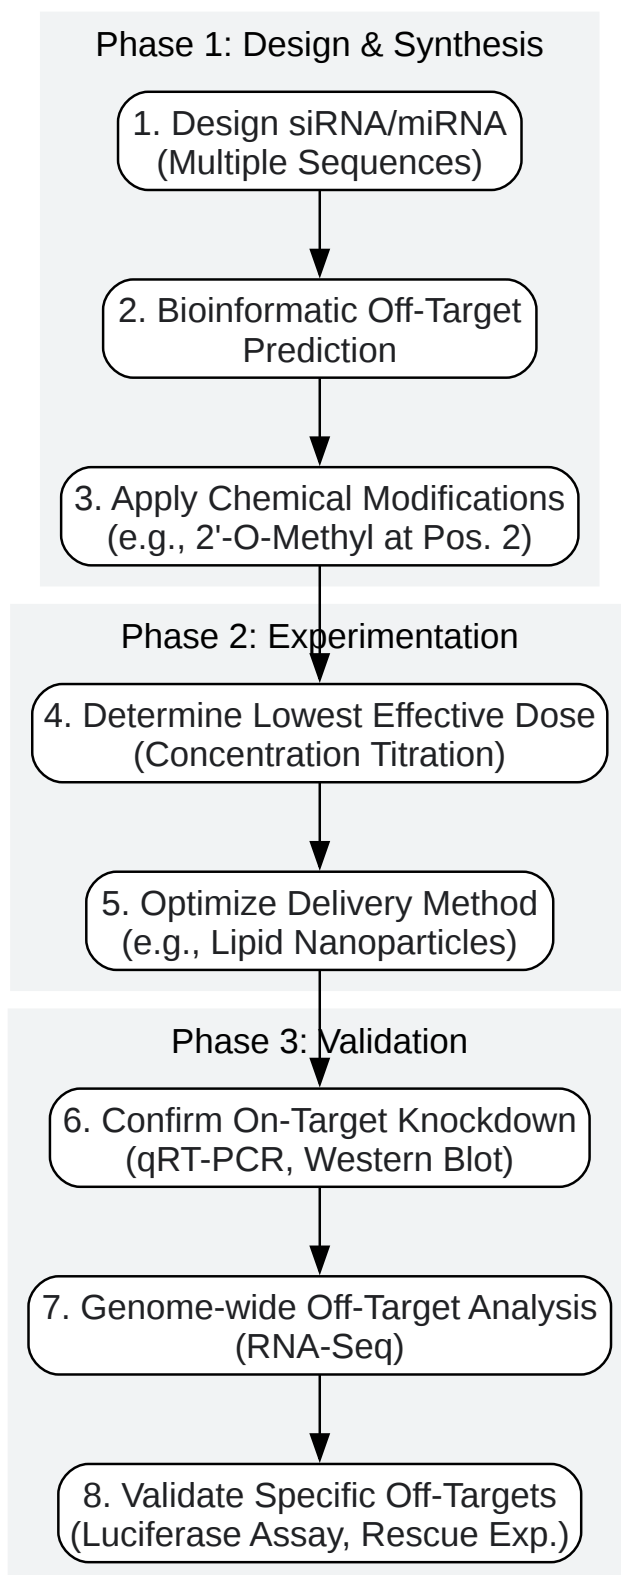 Phase 1: Design & Synthesis
1. Design siRNA/miRNA
(Multiple Sequences)
2. Bioinformatic Off-Target
Prediction
3. Apply Chemical Modifications
(e.g., 2'-O-Methyl at Pos. 2)
Phase 2: Experimentation
4. Determine Lowest Effective Dose
(Concentration Titration)
5. Optimize Delivery Method
(e.g., Lipid Nanoparticles)
Phase 3: Validation
6. Confirm On-Target Knockdown
(qRT-PCR, Western Blot)
7. Genome-wide Off-Target Analysis
(RNA-Seq)
8. Validate Specific Off-Targets
(Luciferase Assay, Rescue Exp.)